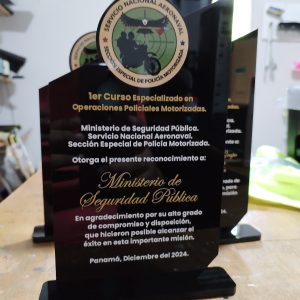 SERVICIO NACIONAL AERONAVAL
SECCIÓN ESPECIAL DE POLICÍA MOTORIZADA
1er Curso Especializado en
Operaciones Policiales Motorizadas.
Ministerio de Seguridad Pública.
Servicio Nacional Aeronaval.
Sección Especial de Policía Motorizada.
Otorga el presente reconocimiento a:
Ministerio de
Seguridad Pública
En agradecimiento por su alto grado
de compromiso y disposición,
que hicieron posible alcanzar el
éxito en esta importante misión.
Panamá, Diciembre del 2024.